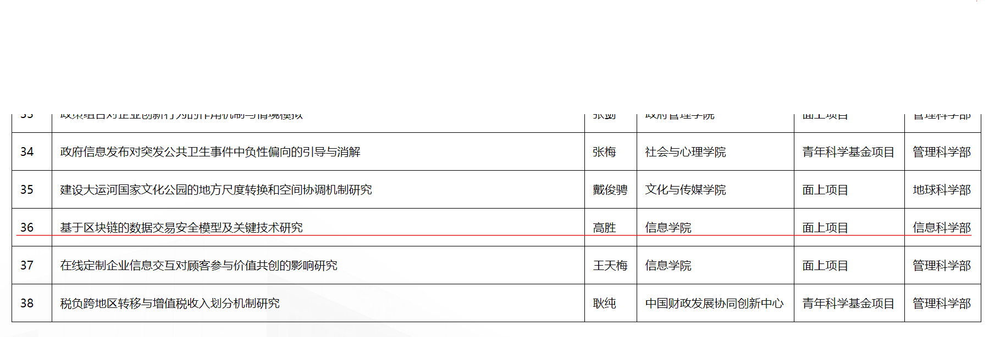 33 政策组合对企业创新行为的作用机制与情境模拟 张剑 政府管理学院 面上项目 管理科学部
34 政府信息发布对突发公共卫生事件中负性偏向的引导与消解 张梅 社会与心理学院 青年科学基金项目 管理科学部
35 建设大运河国家文化公园的地方尺度转换和空间协调机制研究 戴俊骋 文化与传媒学院 面上项目 地球科学部
36 基于区块链的数据交易安全模型及关键技术研究 高胜 信息学院 面上项目 信息科学部
37 在线定制企业信息交互对顾客参与价值共创的影响研究 王天梅 信息学院 面上项目 管理科学部
38 税负跨地区转移与增值税收入划分机制研究 耿纯 中国财政发展协同创新中心 青年科学基金项目 管理科学部